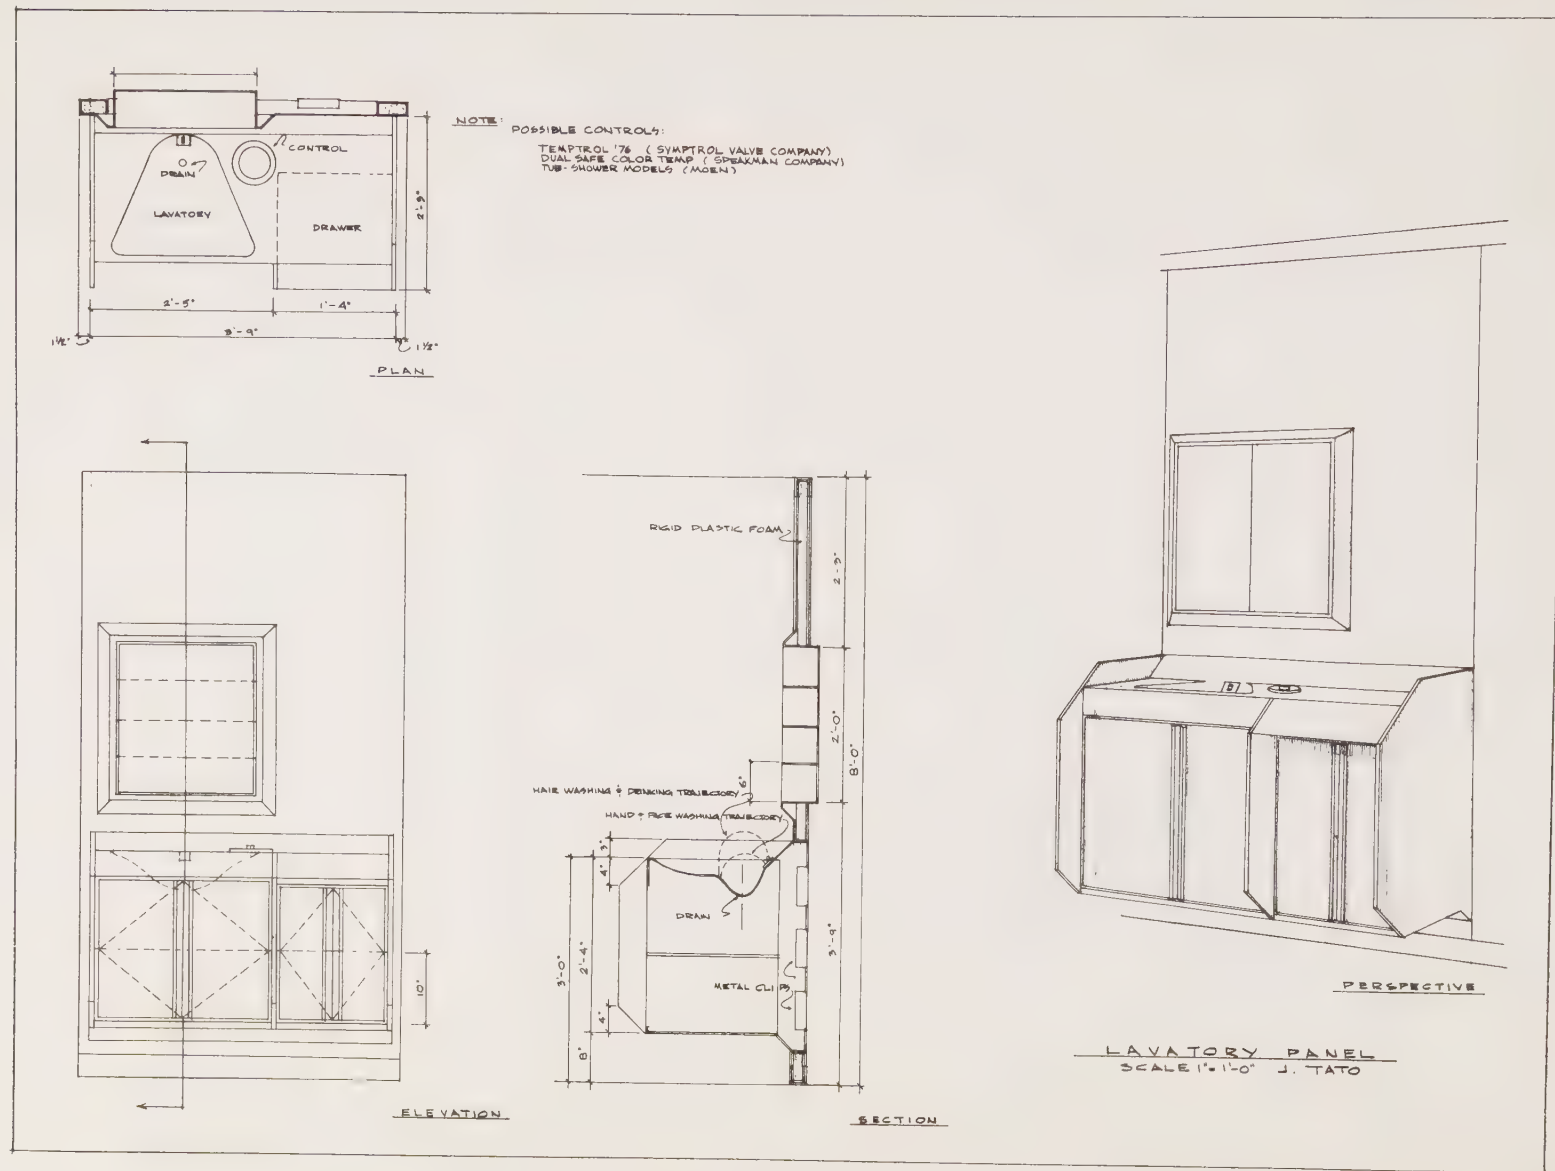 NOTE:
POSSIBLE CONTROLS:
TEMPTROL '76 ( SYMPTROL VALVE COMPANY)
DUAL SAFE COLOR TEMP ( SPEAKMAN COMPANY)
TUB-SHOWER MODELS (MOEN)
CONTROL
DRAIN
LAVATORY
DRAWER
2'-5"
1'-4"
3'-9"
1½"
1½"
PLAN
RIGID PLASTIC FOAM
2'-0"
8'-0"
6"
HAIR WASHING & DRINKING TRAJECTORY
HAND & FACE WASHING TRAJECTORY
3"
4"
DRAIN
3'-0"
2'-4"
3'-9"
METAL CLIPS
4"
8"
10"
ELEVATION
SECTION
PERSPECTIVE
LAVATORY PANEL
SCALE 1"=1'-0" J. TATO